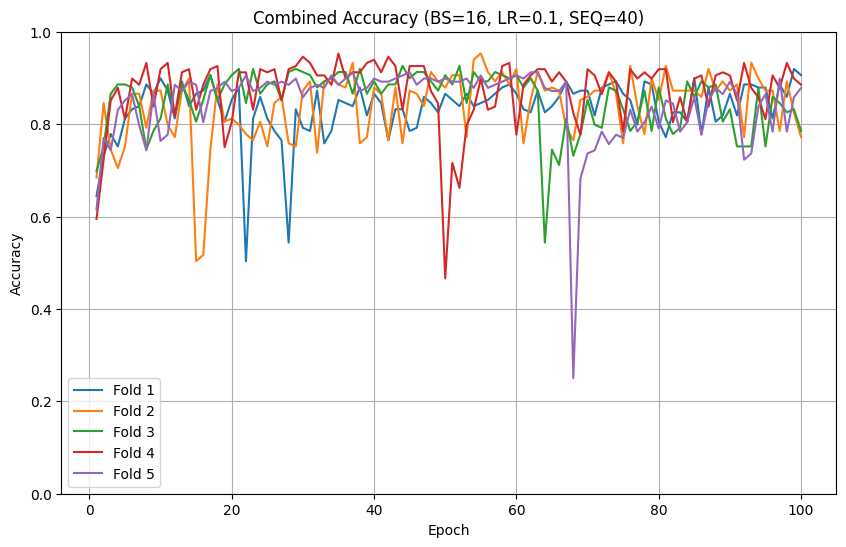 Combined Accuracy (BS=16, LR=0.1, SEQ=40)
1.0
0.8
0.6
0.4
0.2
0.0
Accuracy
Fold 1
Fold 2
Fold 3
Fold 4
Fold 5
0 20 40 60 80 100
Epoch